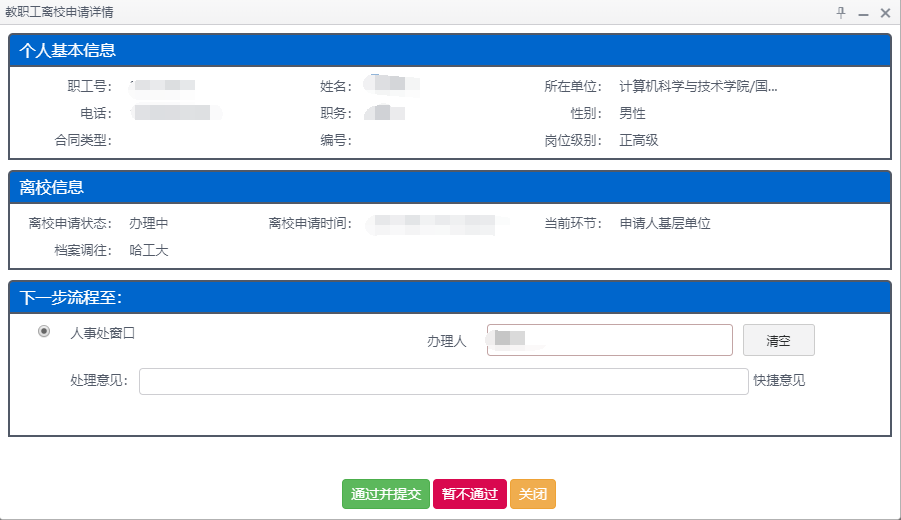 教职工离校申请详情
个人基本信息
职工号: 姓名: 所在单位: 计算机科学与技术学院/国...
电话: 职务: 性别: 男性
合同类型: 编号: 岗位级别: 正高级
离校信息
离校申请状态: 办理中 离校申请时间: 当前环节: 申请人基层单位
档案调往: 哈工大
下一步流程至:
人事处窗口 办理人 清空
处理意见: 快捷意见
通过并提交 暂不通过 关闭